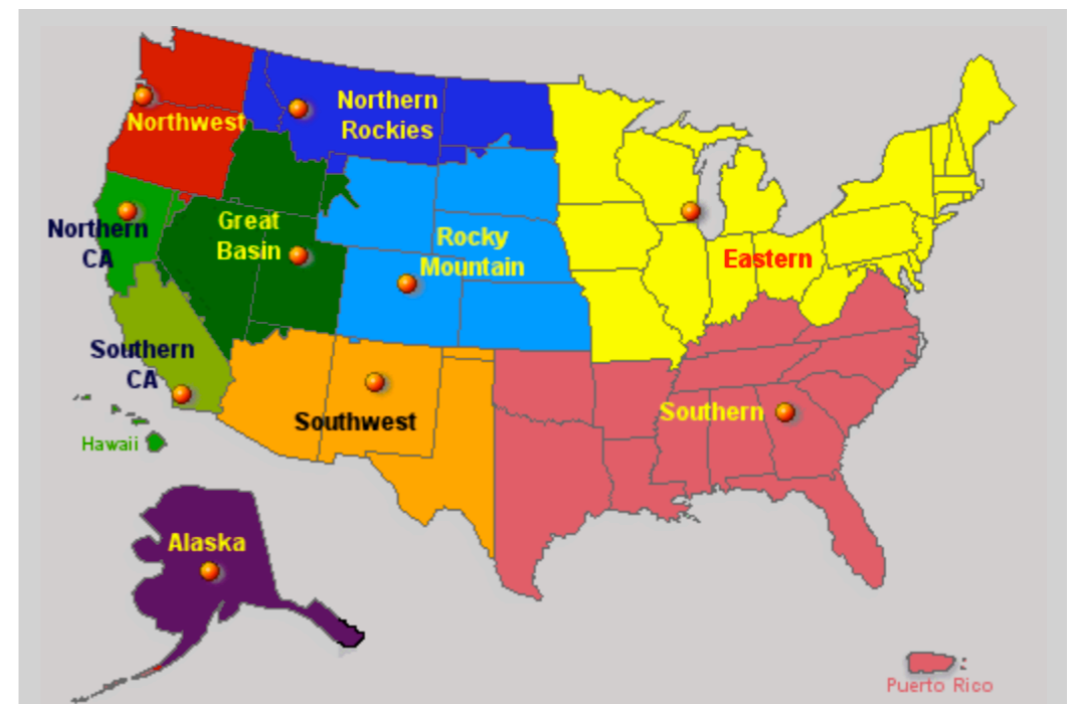 Northern
Rockies
Northwest
Northern
CA
Great
Basin
Rocky
Mountain
Eastern
Southern
CA
Southwest
Southern
Hawaii
Alaska
Puerto Rico